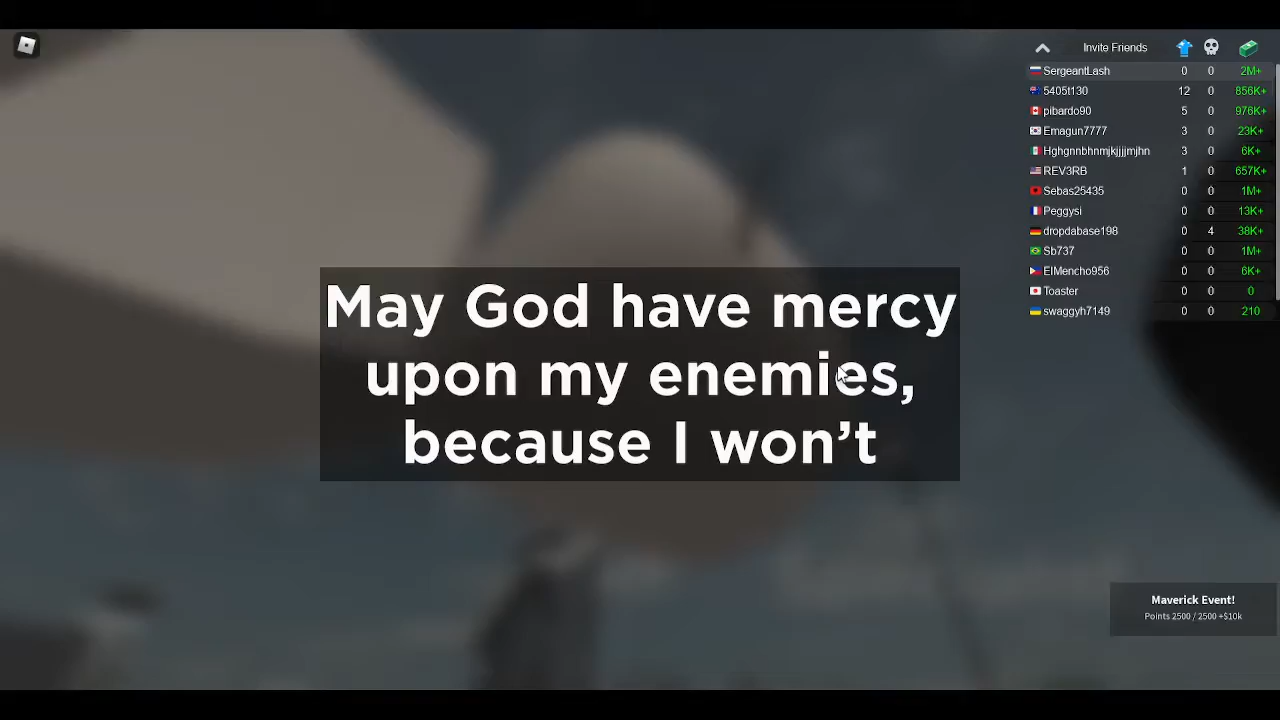 Invite Friends
SergeantLash 0 0 2M+
5405t130 12 0 856K+
pibardo90 5 0 976K+
Emagun7777 3 0 23K+
Hghgnnbhnmjkjjjmjhn 3 0 6K+
REV3RB 1 0 657K+
Sebas25435 0 0 1M+
Peggysi 0 0 13K+
dropdabase198 0 4 38K+
Sb737 0 0 1M+
ElMencho956 0 0 6K+
Toaster 0 0 0
swaggyh7149 0 0 210
May God have mercy
upon my enemies,
because I won’t
Maverick Event!
Points 2500 / 2500 +$10k